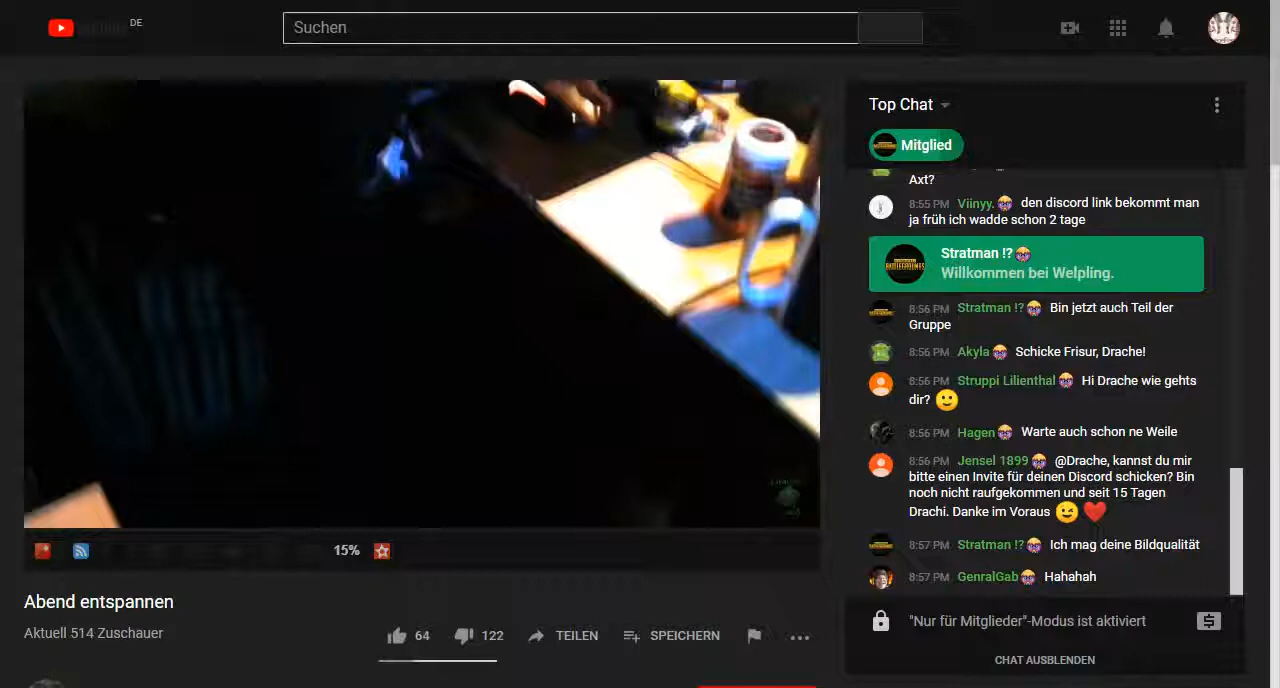 DE
Suchen
Top Chat
Mitglied
Axt?
8:55 PM Viinyy. den discord link bekommt man
ja früh ich wadde schon 2 tage
Stratman !?
Willkommen bei Welpling.
8:56 PM Stratman !? Bin jetzt auch Teil der
Gruppe
8:56 PM Akyla Schicke Frisur, Drache!
8:56 PM Struppi Lilienthal Hi Drache wie gehts
dir?
8:56 PM Hagen Warte auch schon ne Weile
8:56 PM Jensel 1899 @Drache, kannst du mir
bitte einen Invite für deinen Discord schicken? Bin
noch nicht raufgekommen und seit 15 Tagen
Drachi. Danke im Voraus
8:57 PM Stratman !? Ich mag deine Bildqualität
8:57 PM GenralGab Hahahah
"Nur für Mitglieder"-Modus ist aktiviert
CHAT AUSBLENDEN
15%
Abend entspannen
Aktuell 514 Zuschauer
64 122 TEILEN SPEICHERN